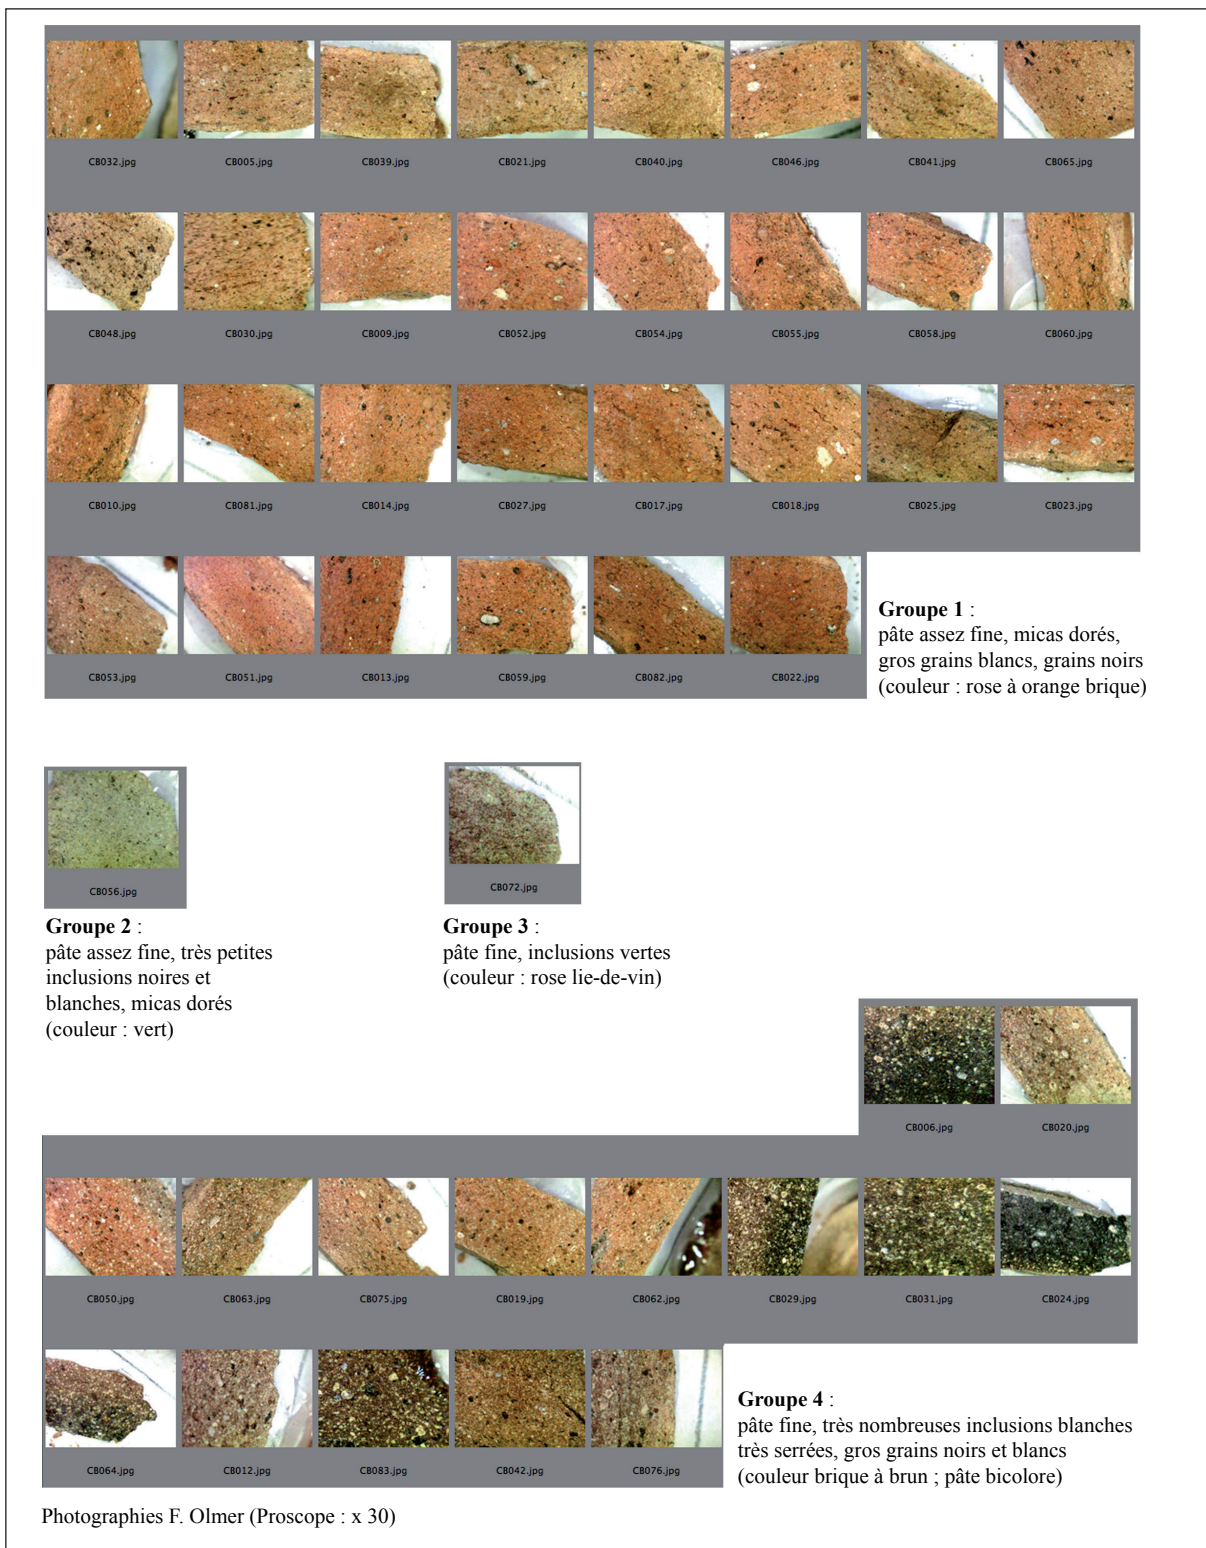 CB032.jpg CB005.jpg CB039.jpg CB021.jpg CB040.jpg CB046.jpg CB041.jpg CB065.jpg
CB048.jpg CB030.jpg CB009.jpg CB052.jpg CB054.jpg CB055.jpg CB058.jpg CB060.jpg
CB010.jpg CB081.jpg CB014.jpg CB027.jpg CB017.jpg CB018.jpg CB025.jpg CB023.jpg
CB053.jpg CB051.jpg CB013.jpg CB059.jpg CB082.jpg CB022.jpg
Groupe 1 :
pâte assez fine, micas dorés,
gros grains blancs, grains noirs
(couleur : rose à orange brique)
CB056.jpg
Groupe 2 :
pâte assez fine, très petites
inclusions noires et
blanches, micas dorés
(couleur : vert)
CB072.jpg
Groupe 3 :
pâte fine, inclusions vertes
(couleur : rose lie-de-vin)
CB006.jpg CB020.jpg
CB050.jpg CB063.jpg CB075.jpg CB019.jpg CB062.jpg CB029.jpg CB031.jpg CB024.jpg
CB064.jpg CB012.jpg CB083.jpg CB042.jpg CB076.jpg
Groupe 4 :
pâte fine, très nombreuses inclusions blanches
très serrées, gros grains noirs et blancs
(couleur brique à brun ; pâte bicolore)
Photographies F. Olmer (Proscope : x 30)